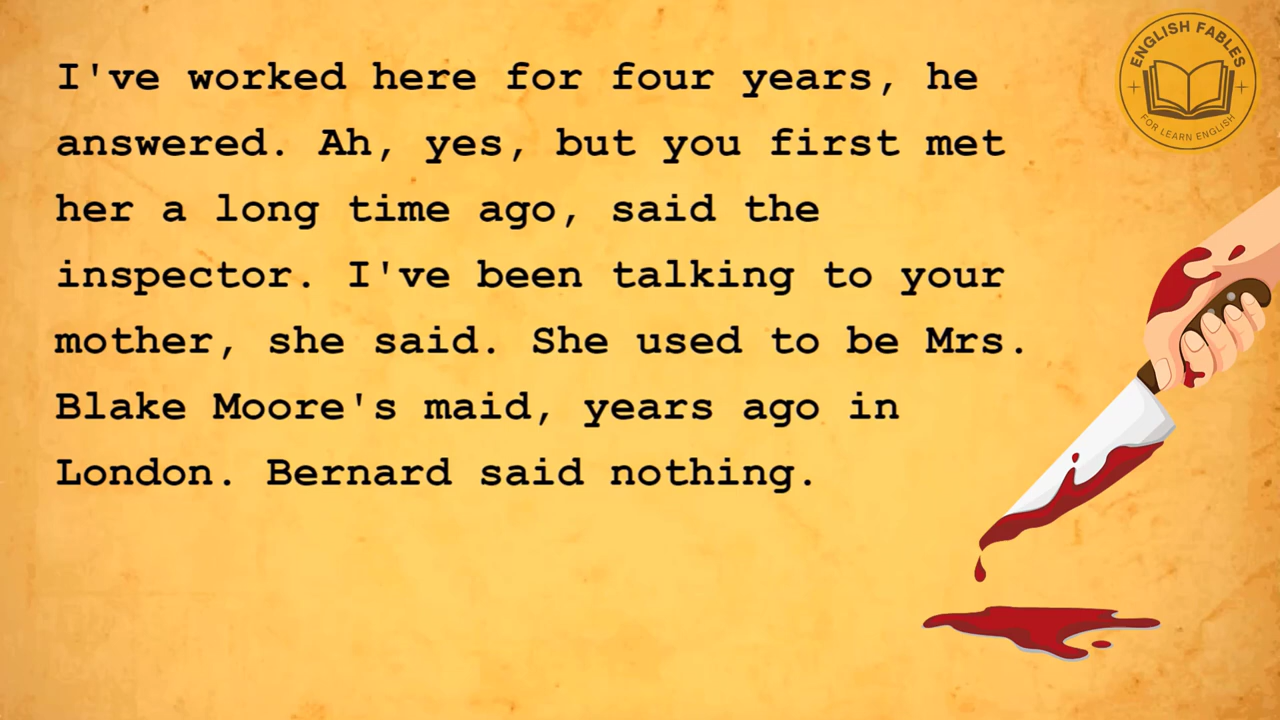 I've worked here for four years, he
answered. Ah, yes, but you first met
her a long time ago, said the
inspector. I've been talking to your
mother, she said. She used to be Mrs.
Blake Moore's maid, years ago in
London. Bernard said nothing.
ENGLISH FABLES
FOR LEARN ENGLISH